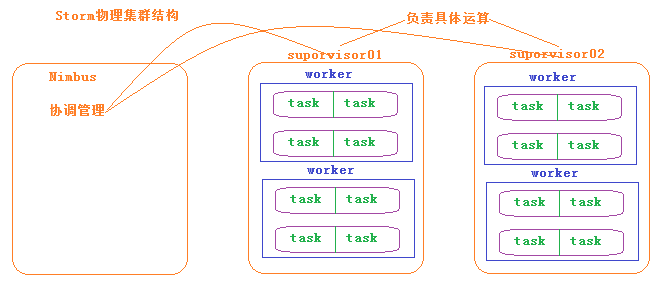 Storm物理集群结构
负责具体运算
Nimbus
协调管理
suporvisor01
worker
task task
task task
worker
task task
task task
suporvisor02
worker
task task
task task
worker
task task
task task